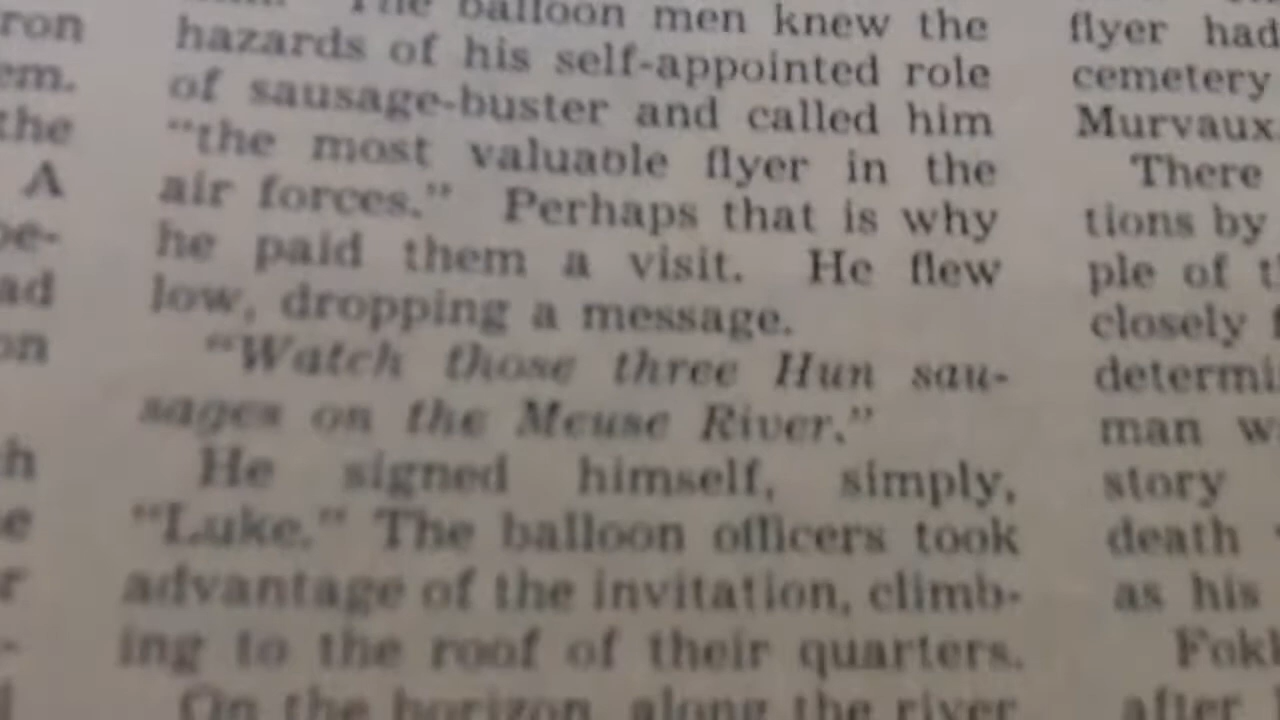 ron
em.
the
A
pe-
ad
on
h
e
r
-
The balloon men knew the
hazards of his self-appointed role
of sausage-buster and called him
"the most valuable flyer in the
air forces." Perhaps that is why
he paid them a visit. He flew
low, dropping a message.
"Watch those three Hun sau-
sages on the Meuse River."
He signed himself, simply,
"Luke." The balloon officers took
advantage of the invitation, climb-
ing to the roof of their quarters.
On the horizon, along the river
flyer had
cemetery
Murvaux
There
tions by
ple of
closely
determi
man
story
death
as his
Fok
after